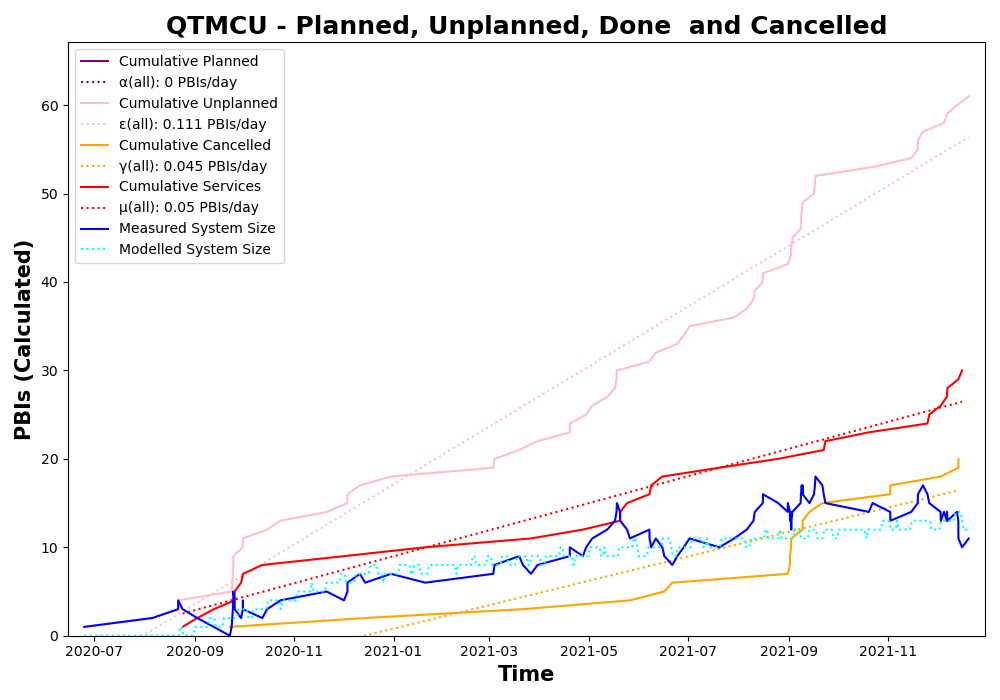 QTMCU - Planned, Unplanned, Done  and Cancelled
Cumulative Planned
α(all): 0 PBIs/day
Cumulative Unplanned
ε(all): 0.111 PBIs/day
Cumulative Cancelled
γ(all): 0.045 PBIs/day
Cumulative Services
μ(all): 0.05 PBIs/day
Measured System Size
Modelled System Size
PBIs (Calculated)
60
50
40
30
20
10
0
2020-07 2020-09 2020-11 2021-01 2021-03 2021-05 2021-07 2021-09 2021-11
Time